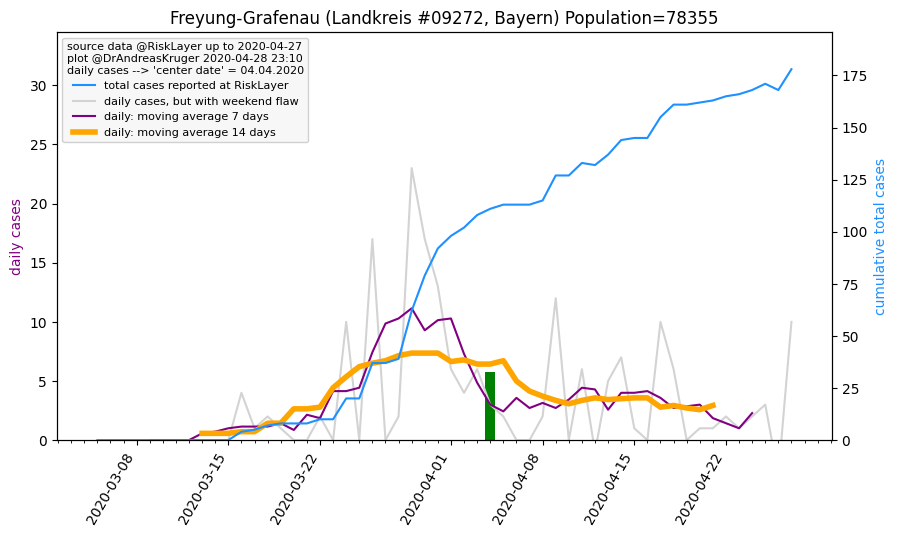 Freyung-Grafenau (Landkreis #09272, Bayern) Population=78355
source data @RiskLayer up to 2020-04-27
plot @DrAndreasKruger 2020-04-28 23:10
daily cases --> 'center date' = 04.04.2020
total cases reported at RiskLayer
daily cases, but with weekend flaw
daily: moving average 7 days
daily: moving average 14 days
daily cases
30
25
20
15
10
5
0
cumulative total cases
175
150
125
100
75
50
25
0
2020-03-08
2020-03-15
2020-03-22
2020-04-01
2020-04-08
2020-04-15
2020-04-22